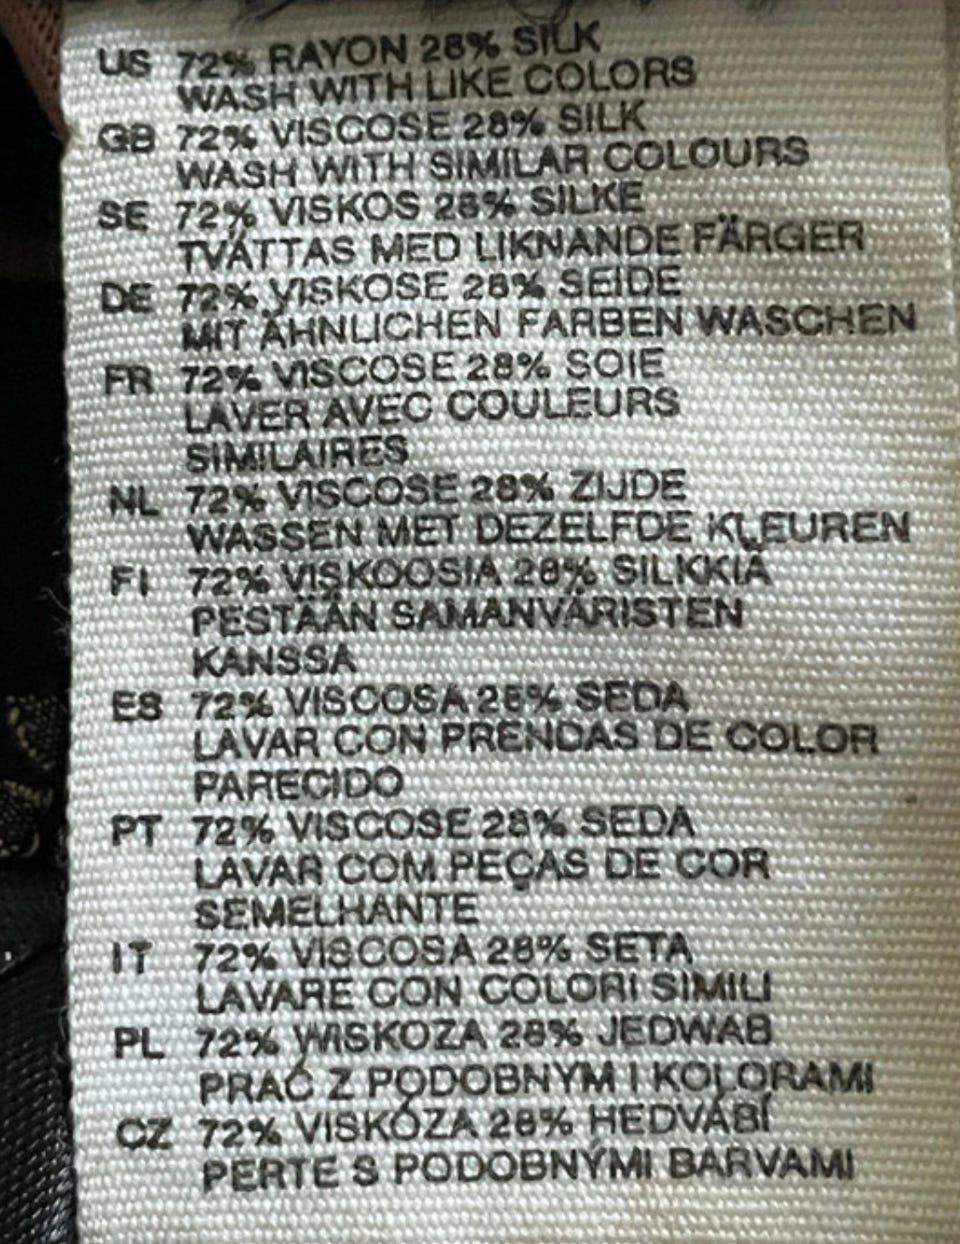 US 72% RAYON 28% SILK
WASH WITH LIKE COLORS
GB 72% VISCOSE 28% SILK
WASH WITH SIMILAR COLOURS
SE 72% VISKOS 28% SILKE
TVÄTTAS MED LIKNANDE FÄRGER
DE 72% VISKOSE 28% SEIDE
MIT ÄHNLICHEN FARBEN WASCHEN
FR 72% VISCOSE 28% SOIE
LAVER AVEC COULEURS
SIMILAIRES
NL 72% VISCOSE 28% ZIJDE
WASSEN MET DEZELFDE KLEUREN
FI 72% VISKOOSIA 28% SILKKIÄ
PESTÄÄN SAMANVÄRISTEN
KANSSA
ES 72% VISCOSA 28% SEDA
LAVAR CON PRENDAS DE COLOR
PARECIDO
PT 72% VISCOSE 28% SEDA
LAVAR COM PEÇAS DE COR
SEMELHANTE
IT 72% VISCOSA 28% SETA
LAVARE CON COLORI SIMILI
PL 72% WISKOZA 28% JEDWAB
PRAĆ Z PODOBNYM I KOLORAMI
CZ 72% VISKÓZA 28% HEDVÁBÍ
PERTE S PODOBNÝMI BARVAMI